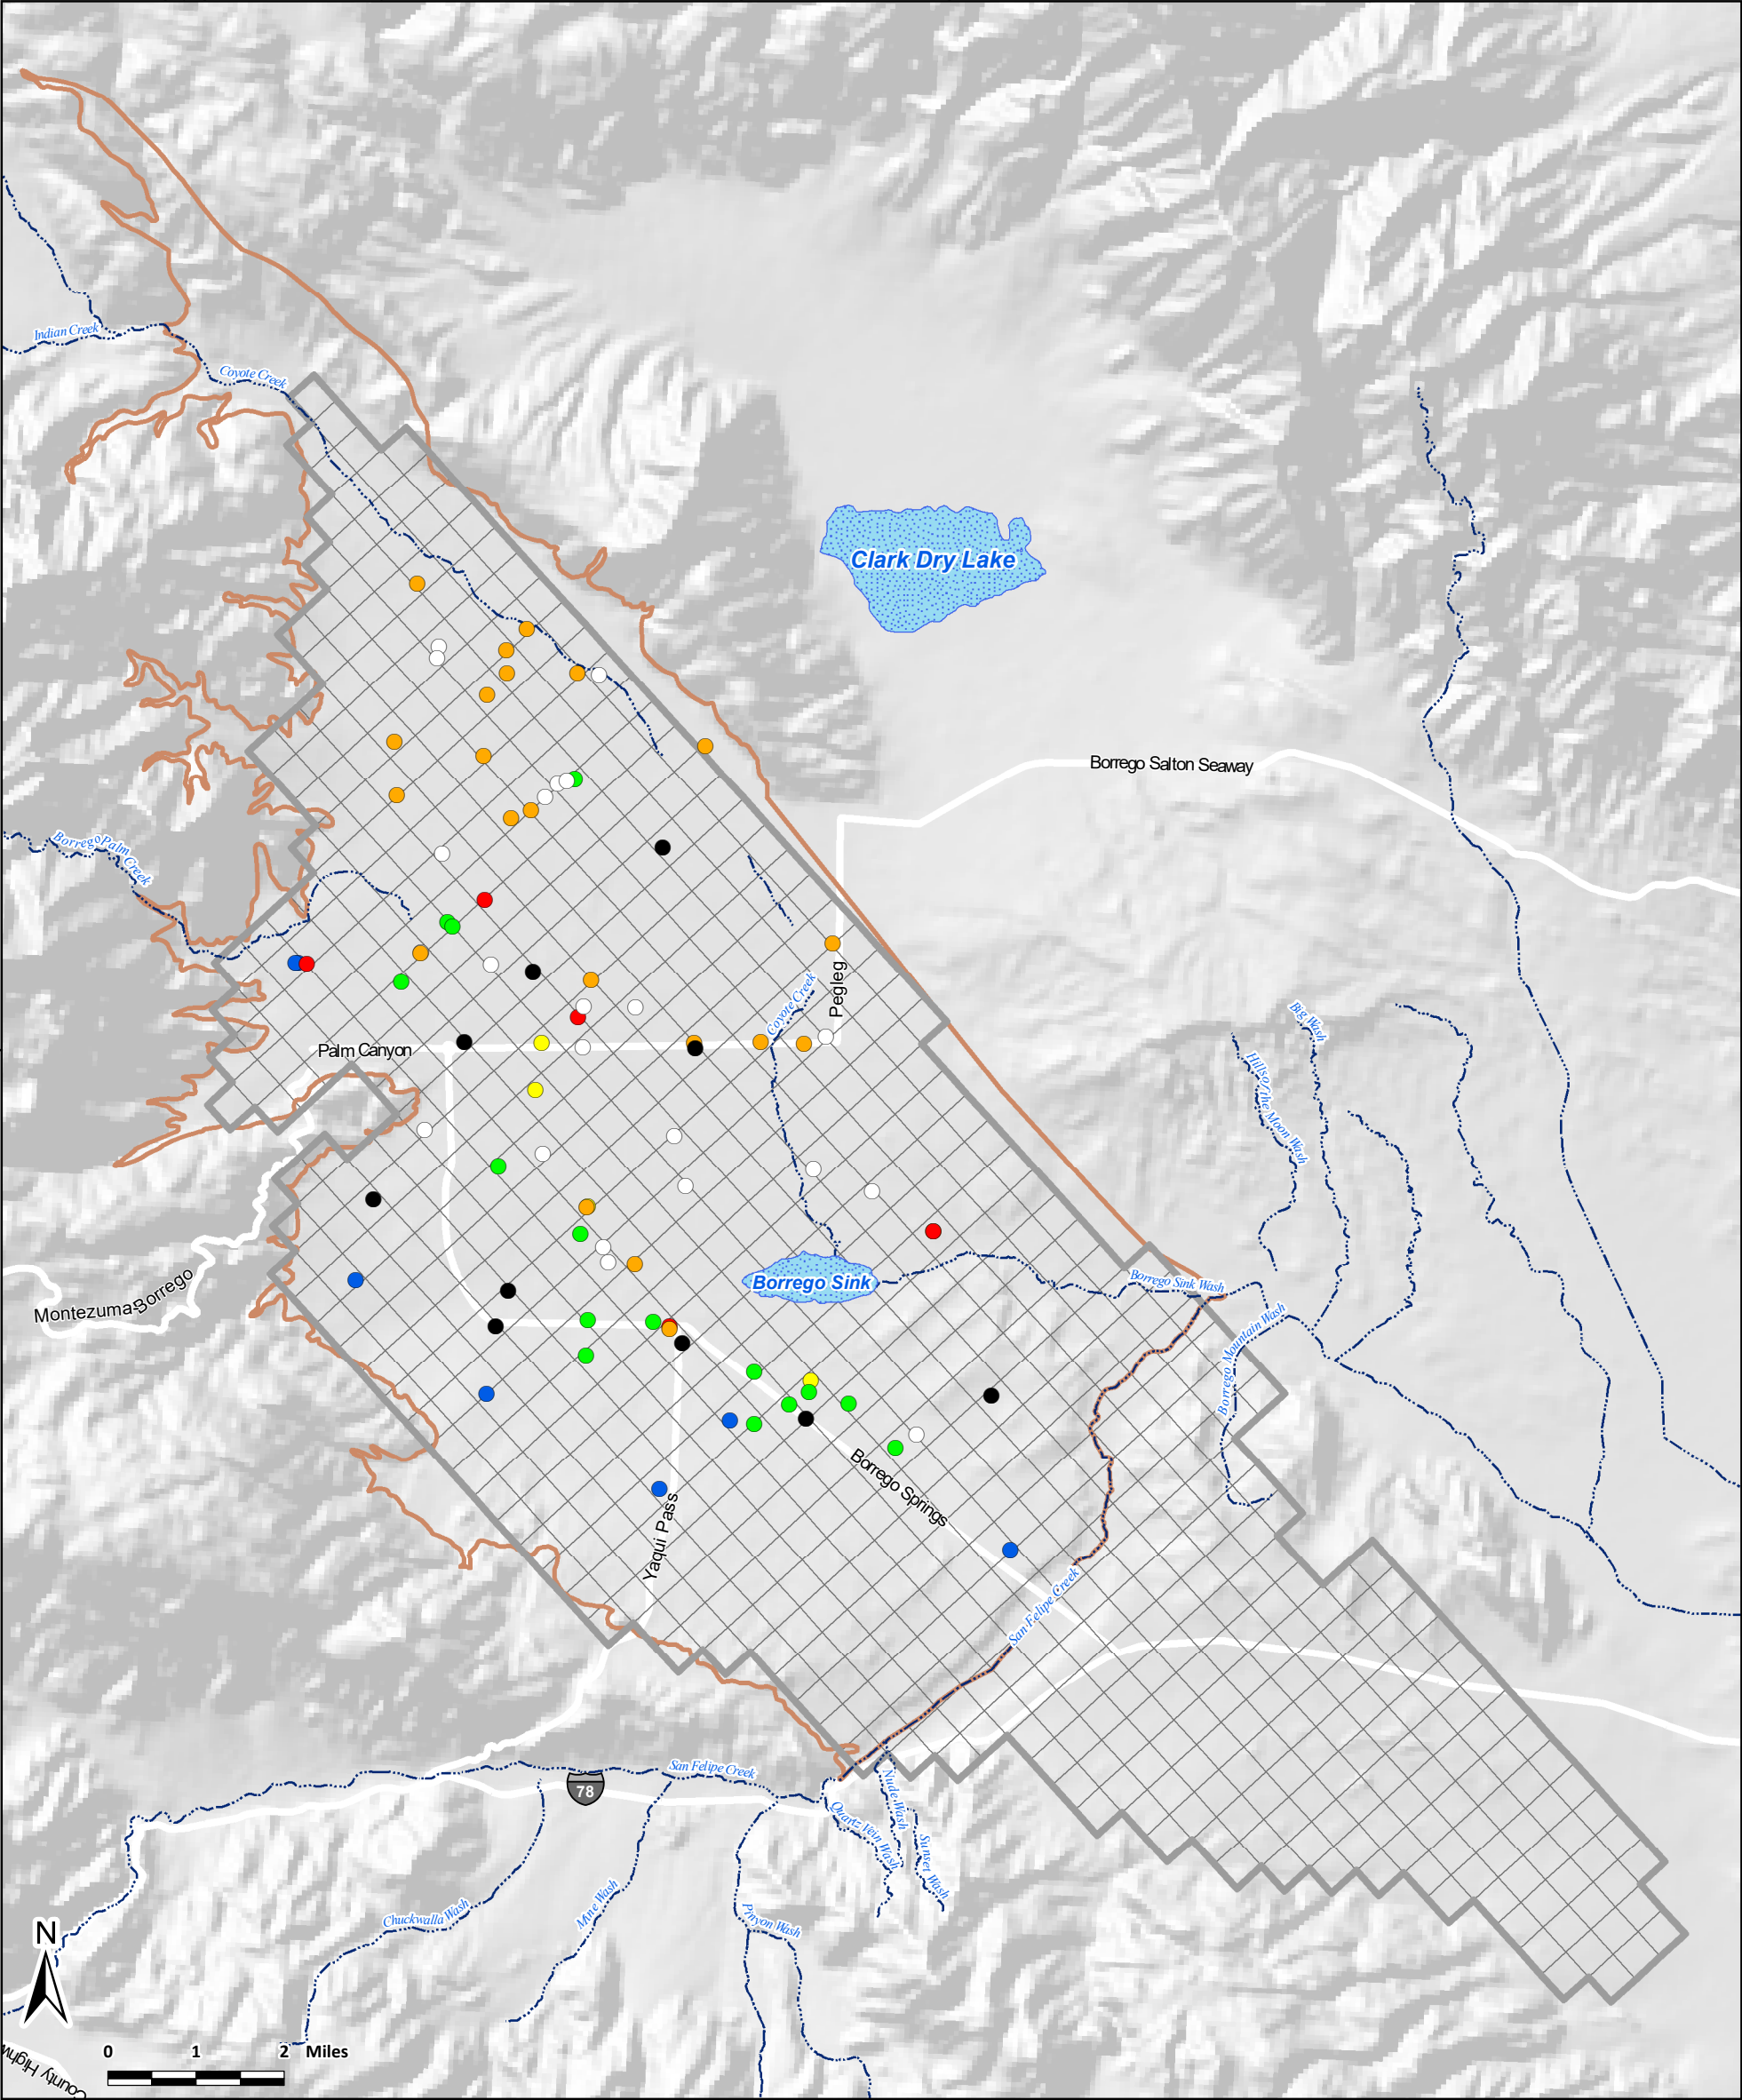 Indian Creek
Coyote Creek
Clark Dry Lake
Borrego Salton Seaway
Borrego Palm Creek
Pegleg
Coyote Creek
Big Wash
Hills of the Moon Wash
Palm Canyon
Montezuma-Borrego
Borrego Sink
Borrego Sink Wash
Borrego Mountain Wash
Borrego Springs
Yaqui Pass
San Felipe Creek
San Felipe Creek
78
Nude Wash
Quartz Vein Wash
Sunset Wash
Chuckwalla Wash
Mine Wash
Pinyon Wash
N
0 1 2 Miles
County Highw